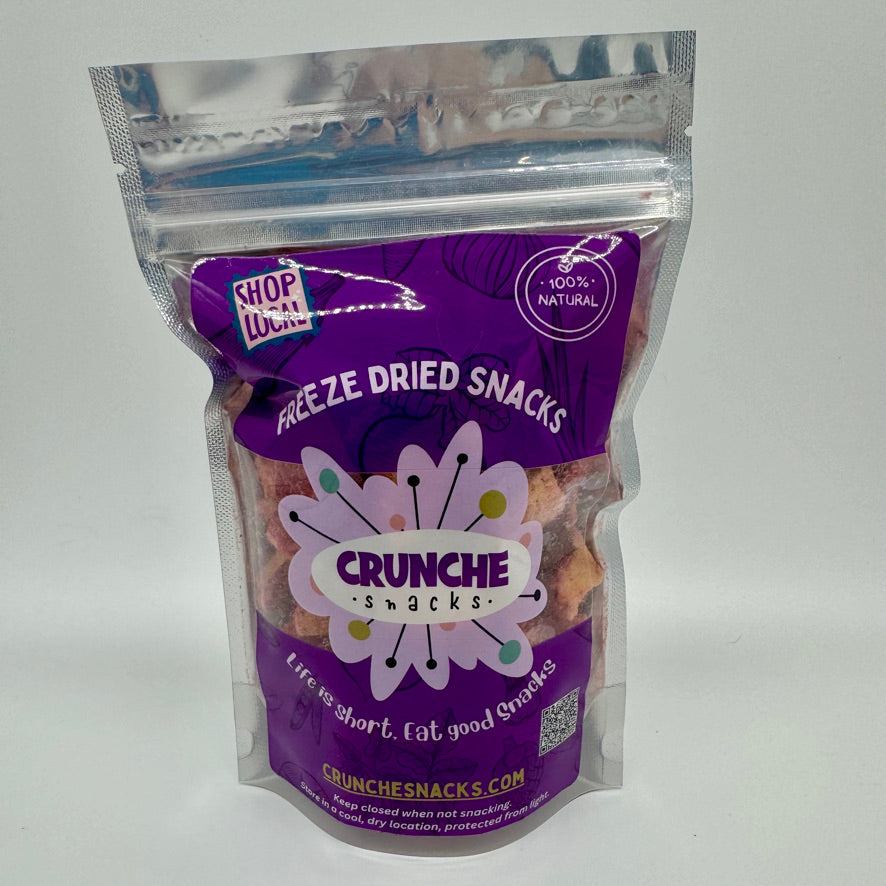 SHOP
LOCAL
· 100% ·
NATURAL
FREEZE DRIED SNACKS
CRUNCHE
· snacks ·
Life is short. Eat good Snacks
CRUNCHESNACKS.COM
Keep closed when not snacking.
Store in a cool, dry location, protected from light.